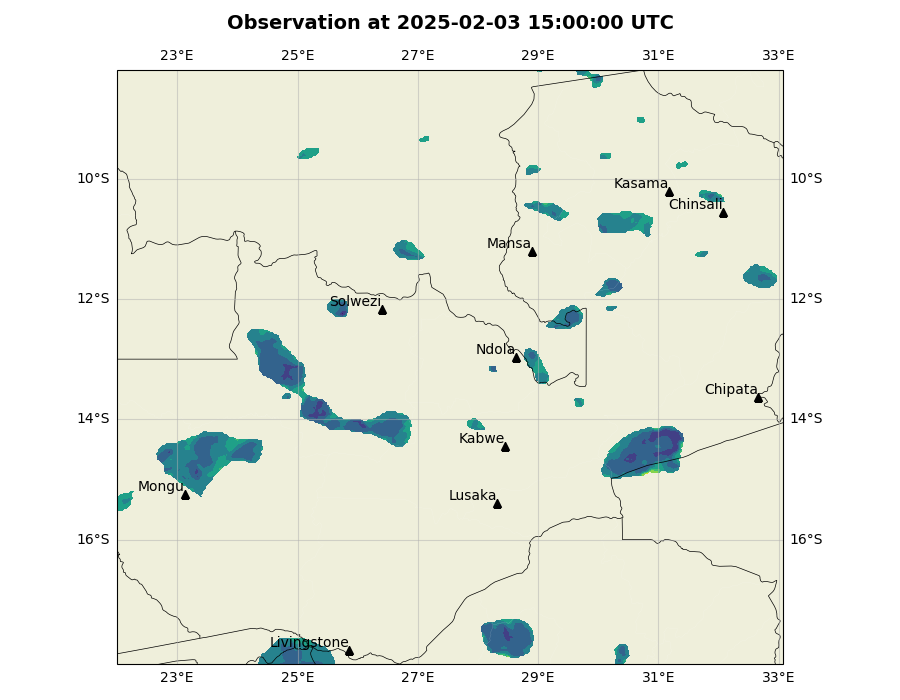 Observation at 2025-02-03 15:00:00 UTC
23°E 25°E 27°E 29°E 31°E 33°E
10°S 10°S
Kasama
Chinsali
Mansa
12°S 12°S
Solwezi
Ndola
Chipata
14°S 14°S
Kabwe
Mongu
Lusaka
16°S 16°S
Livingstone
23°E 25°E 27°E 29°E 31°E 33°E